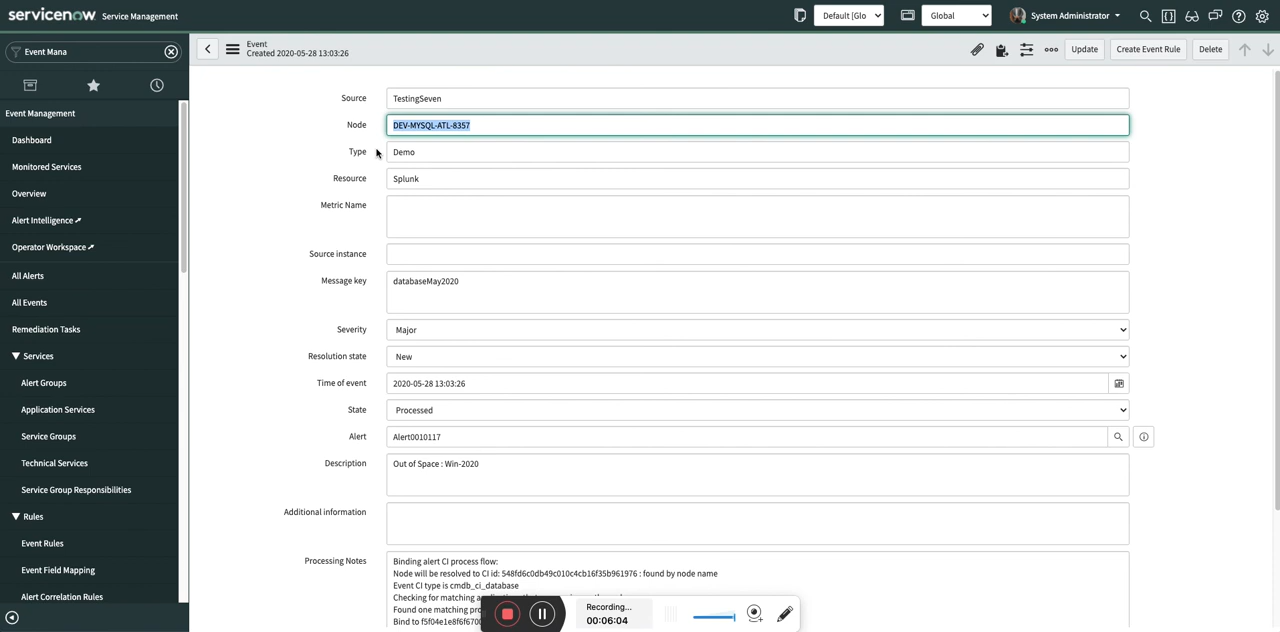 servicenow Service Management
Default [Glo
Global
System Administrator
Event Mana
Event
Created 2020-05-28 13:03:26
Update
Create Event Rule
Delete
Event Management
Dashboard
Monitored Services
Overview
Alert Intelligence
Operator Workspace
All Alerts
All Events
Remediation Tasks
Services
Alert Groups
Application Services
Service Groups
Technical Services
Service Group Responsibilities
Rules
Event Rules
Event Field Mapping
Alert Correlation Rules
Source TestingSeven
Node DEV-MYSQL-ATL-8357
Type Demo
Resource Splunk
Metric Name
Source instance
Message key databaseMay2020
Severity Major
Resolution state New
Time of event 2020-05-28 13:03:26
State Processed
Alert Alert0010117
Description Out of Space : Win-2020
Additional information
Processing Notes Binding alert CI process flow:
Node will be resolved to CI id: 548fd6c0db49c010c4cb16f35b961976 : found by node name
Event CI type is cmdb_ci_database
Checking for matching
Found one matching
Bind to
Recording...
00:06:04